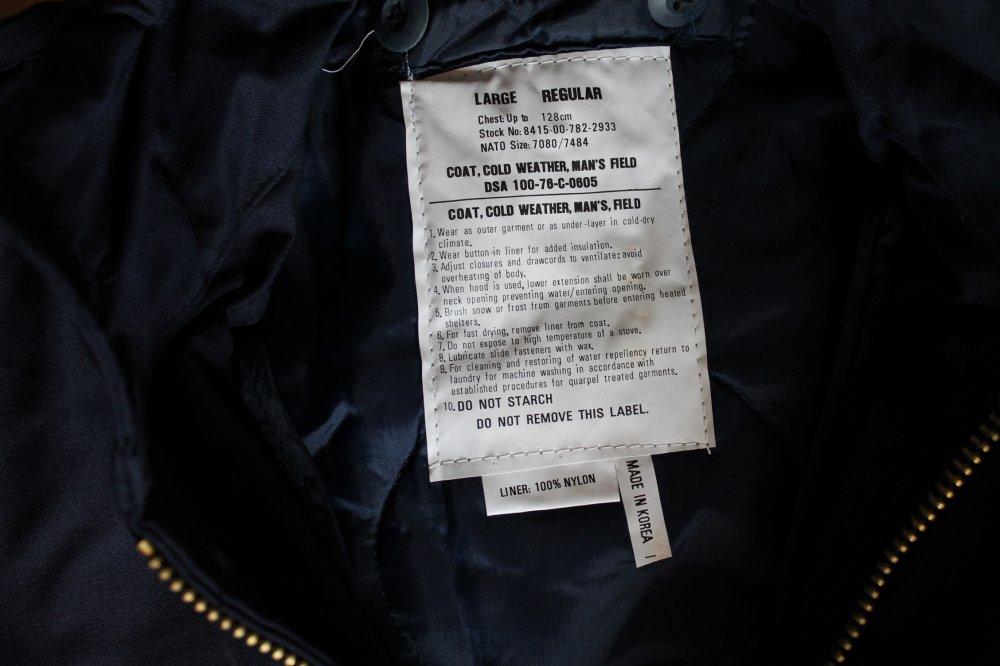 LARGE REGULAR
Chest: Up to 128cm
Stock No: 8415-00-782-2933
NATO Size: 7080/7484
COAT, COLD WEATHER, MAN'S FIELD
DSA 100-76-C-0605
COAT, COLD WEATHER, MAN'S, FIELD
1. Wear as outer garment or as under-layer in cold-dry
climate.
2. Wear button-in liner for added insulation.
3. Adjust closures and drawcords to ventilate: avoid
overheating of body.
4. When hood is used, lower extension shall be worn over
neck opening preventing water/entering opening.
5. Brush snow or frost from garments before entering heated
shelters.
6. For fast drying, remove liner from coat.
7. Do not expose to high temperature of a stove.
8. Lubricate slide fasteners with wax.
9. For cleaning and restoring of water repellency return to
laundry for machine washing in accordance with
established procedures for quarpel treated garments.
10. DO NOT STARCH
DO NOT REMOVE THIS LABEL.
LINER: 100% NYLON
MADE IN KOREA